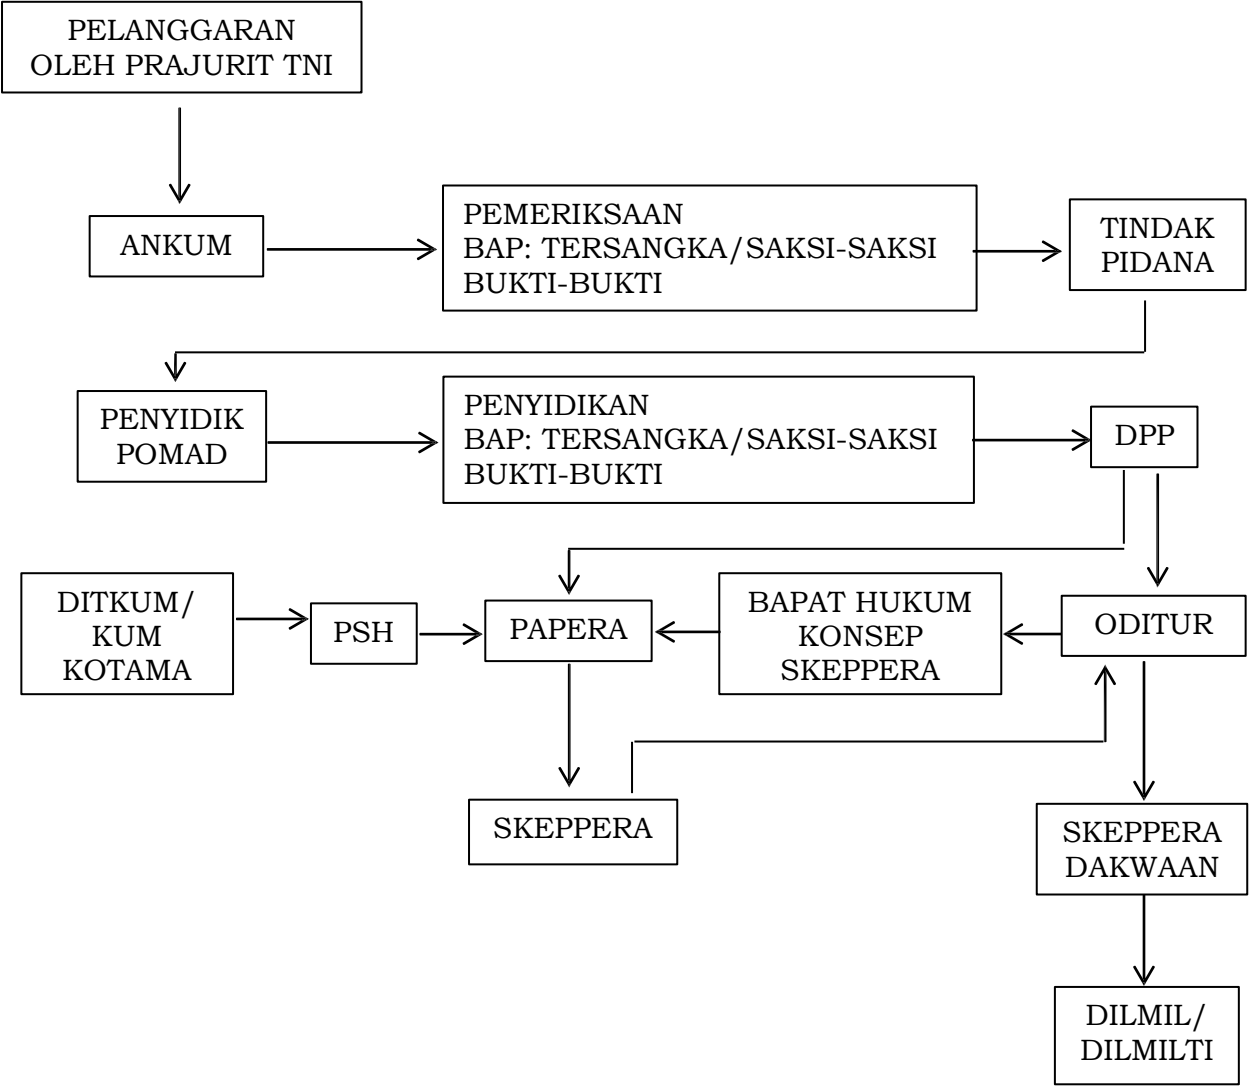 PELANGGARAN
OLEH PRAJURIT TNI
ANKUM
PEMERIKSAAN
BAP: TERSANGKA/SAKSI-SAKSI
BUKTI-BUKTI
TINDAK
PIDANA
PENYIDIK
POMAD
PENYIDIKAN
BAP: TERSANGKA/SAKSI-SAKSI
BUKTI-BUKTI
DPP
DITKUM/
KUM
KOTAMA
PSH
PAPERA
BAPAT HUKUM
KONSEP
SKEPPERA
ODITUR
SKEPPERA
SKEPPERA
DAKWAAN
DILMIL/
DILMILTI